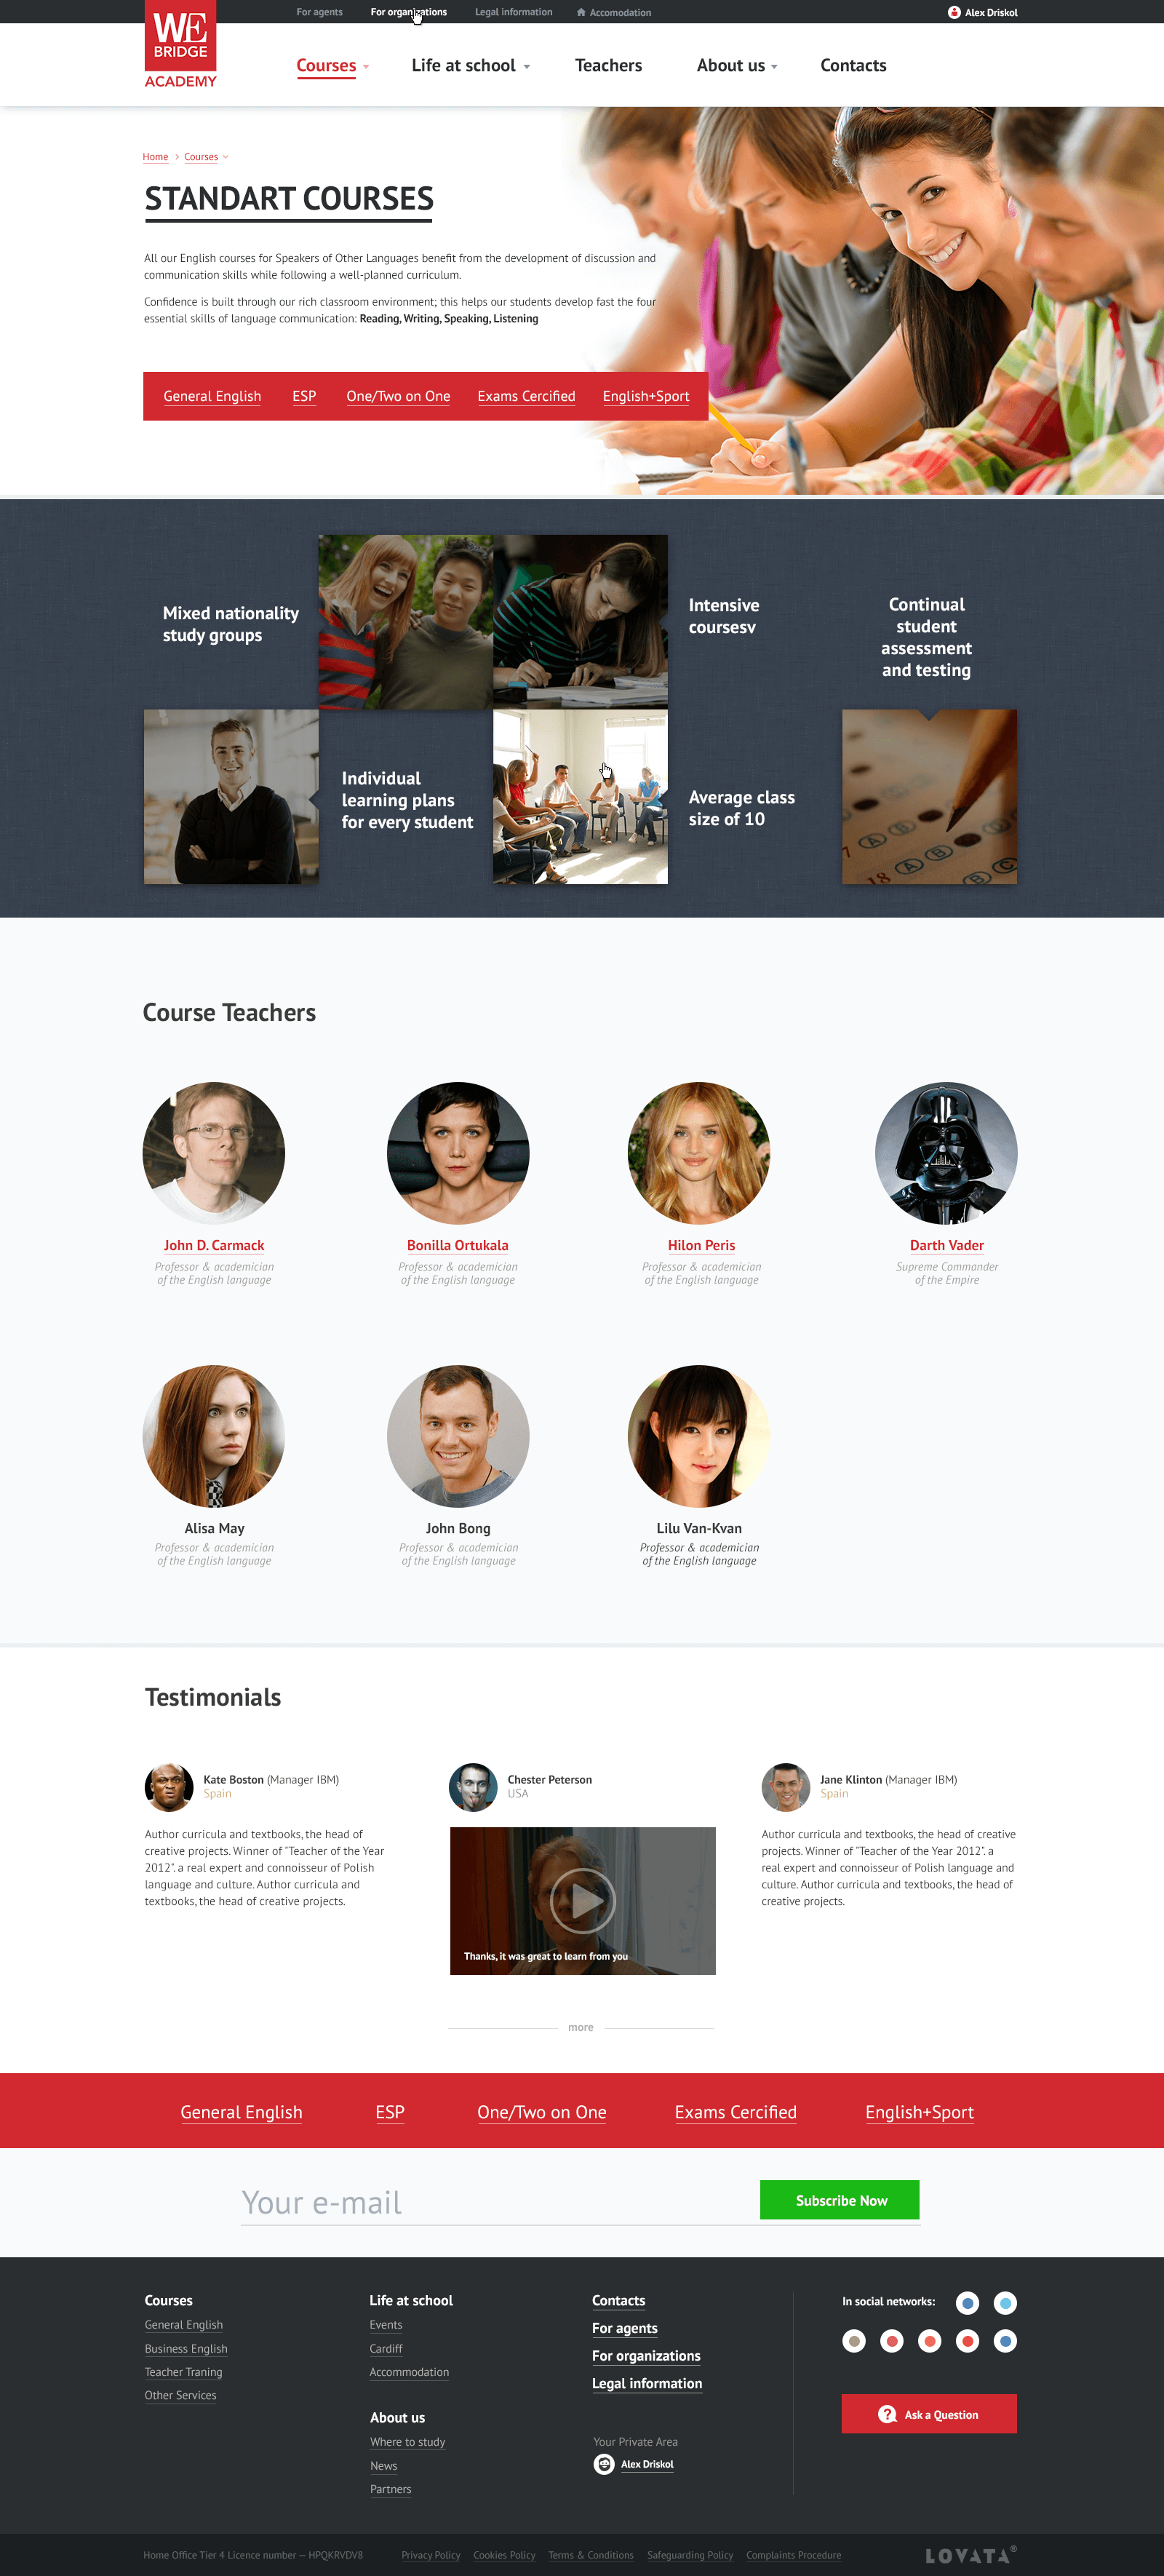 For agents
For organizations
Legal information
Accomodation
Alex Driskol
WE
BRIDGE
ACADEMY
Courses
Life at school
Teachers
About us
Contacts
Home
Courses
STANDART COURSES
All our English courses for Speakers of Other Languages benefit from the development of discussion and
communication skills while following a well-planned curriculum.
Confidence is built through our rich classroom environment; this helps our students develop fast the four
essential skills of language communication: Reading, Writing, Speaking, Listening
General English
ESP
One/Two on One
Exams Cercified
English+Sport
Mixed nationality
study groups
Intensive
coursesv
Continual
student
assessment
and testing
Individual
learning plans
for every student
Average class
size of 10
7 A B
18 A B C
Course Teachers
John D. Carmack
Professor & academician
of the English language
Bonilla Ortukala
Professor & academician
of the English language
Hilon Peris
Professor & academician
of the English language
Darth Vader
Supreme Commander
of the Empire
Alisa May
Professor & academician
of the English language
John Bong
Professor & academician
of the English language
Lilu Van-Kvan
Professor & academician
of the English language
Testimonials
Kate Boston (Manager IBM)
Spain
Author curricula and textbooks, the head of
creative projects. Winner of "Teacher of the Year
2012". a real expert and connoisseur of Polish
language and culture. Author curricula and
textbooks, the head of creative projects.
Chester Peterson
USA
Thanks, it was great to learn from you
Jane Klinton (Manager IBM)
Spain
Author curricula and textbooks, the head of creative
projects. Winner of "Teacher of the Year 2012". a
real expert and connoisseur of Polish language and
culture. Author curricula and textbooks, the head of
creative projects.
more
General English
ESP
One/Two on One
Exams Cercified
English+Sport
Your e-mail
Subscribe Now
Courses
General English
Business English
Teacher Traning
Other Services
Life at school
Events
Cardiff
Accommodation
About us
Where to study
News
Partners
Contacts
For agents
For organizations
Legal information
Your Private Area
Alex Driskol
In social networks:
Ask a Question
Home Office Tier 4 Licence number — HPQKRVDV8
Privacy Policy
Cookies Policy
Terms & Conditions
Safeguarding Policy
Complaints Procedure
LOVATA®